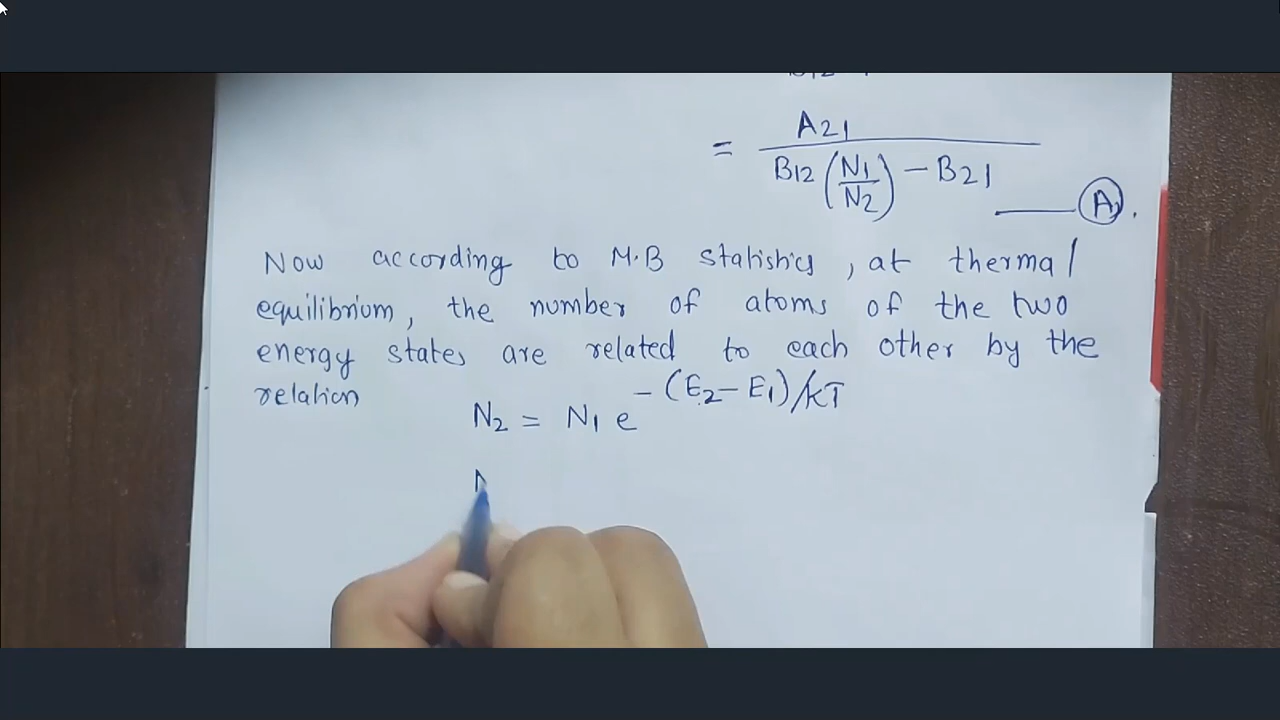 = A21 / B12 (N1/N2) - B21 —— (A).
Now according to M.B statistics, at thermal
equilibrium, the number of atoms of the two
energy states are related to each other by the
relation
N2 = N1 e^-(E2-E1)/kT